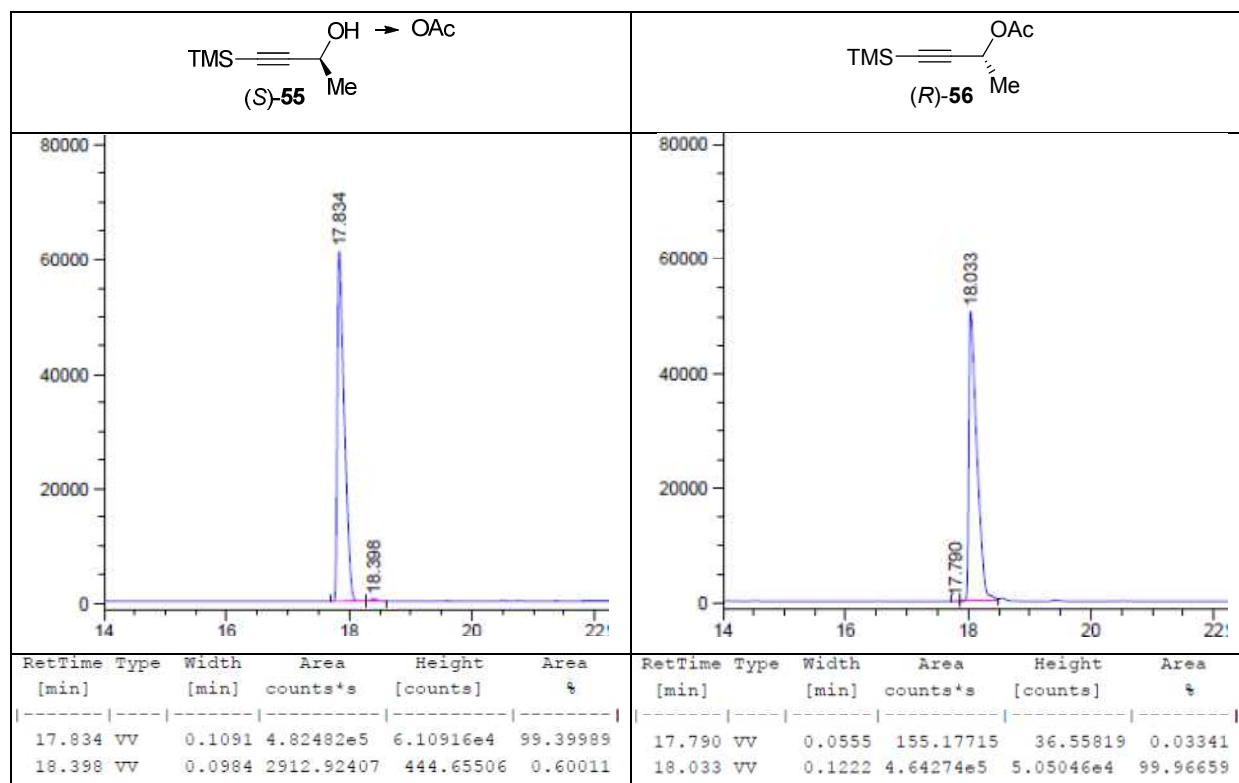 OH → OAc
TMS
Me
(S)-55
OAc
TMS
Me
(R)-56
80000
60000
40000
20000
0
14 16 18 20 22
17.834
18.398
80000
60000
40000
20000
0
14 16 18 20 22
17.790
18.033
RetTime Type Width Area Height Area
[min] [min] counts*s [counts] %
|-------|----|-------|----------|----------|--------|
17.834 VV 0.1091 4.82482e5 6.10916e4 99.39989
18.398 VV 0.0984 2912.92407 444.65506 0.60011
RetTime Type Width Area Height Area
[min] [min] counts*s [counts] %
|-------|----|-------|----------|----------|--------|
17.790 VV 0.0555 155.17715 36.55819 0.03341
18.033 VV 0.1222 4.64274e5 5.05046e4 99.96659